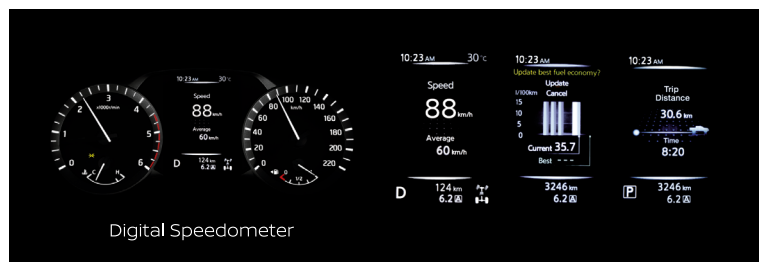 3
x1000r/min
2
4
1
5
0
6
C
H
10:23 AM
30 °C
Speed
88 km/h
Average
60 km/h
D
124 km
6.2 A
80
100
120
km/h
60
140
40
160
20
180
0
200
220
0
1/2
1
Digital Speedometer
10:23 AM
30 °C
Speed
88 km/h
Average
60 km/h
D
124 km
6.2 A
10:23 AM
Update best fuel economy?
Update
Cancel
l/100km
15
10
5
0
Current 35.7
Best ---
3246 km
6.2 A
10:23 AM
Trip
Distance
30.6 km
Time
8:20
P
3246 km
6.2 A